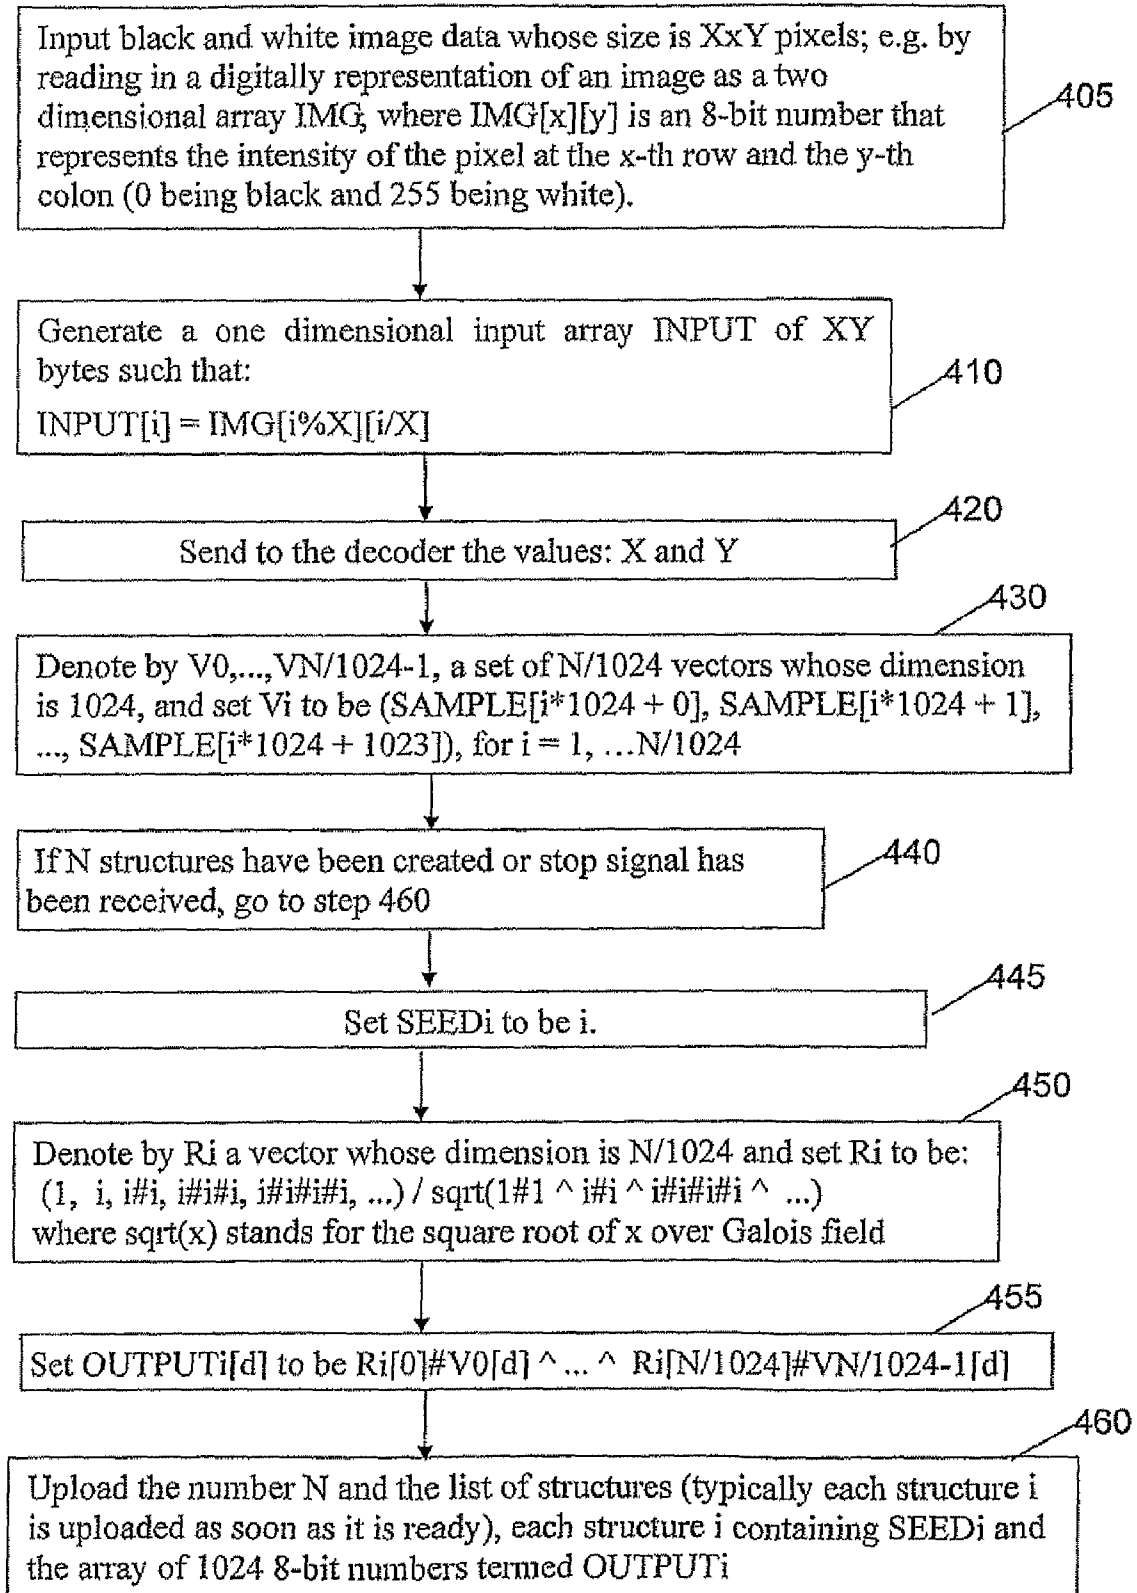 Input black and white image data whose size is XxY pixels; e.g. by
reading in a digitally representation of an image as a two
dimensional array IMG, where IMG[x][y] is an 8-bit number that
represents the intensity of the pixel at the x-th row and the y-th
colon (0 being black and 255 being white).
405
Generate a one dimensional input array INPUT of XY
bytes such that:
INPUT[i] = IMG[i%X][i/X]
410
420
Send to the decoder the values: X and Y
430
Denote by V0,...,VN/1024-1, a set of N/1024 vectors whose dimension
is 1024, and set Vi to be (SAMPLE[i*1024 + 0], SAMPLE[i*1024 + 1],
..., SAMPLE[i*1024 + 1023]), for i = 1, ...N/1024
If N structures have been created or stop signal has
been received, go to step 460
440
445
Set SEEDi to be i.
450
Denote by Ri a vector whose dimension is N/1024 and set Ri to be:
(1, i, i#i, i#i#i, i#i#i#i, ...) / sqrt(1#1 ^ i#i ^ i#i#i#i ^ ...)
where sqrt(x) stands for the square root of x over Galois field
455
Set OUTPUTi[d] to be Ri[0]#V0[d] ^ ... ^ Ri[N/1024]#VN/1024-1[d]
460
Upload the number N and the list of structures (typically each structure i
is uploaded as soon as it is ready), each structure i containing SEEDi and
the array of 1024 8-bit numbers termed OUTPUTi